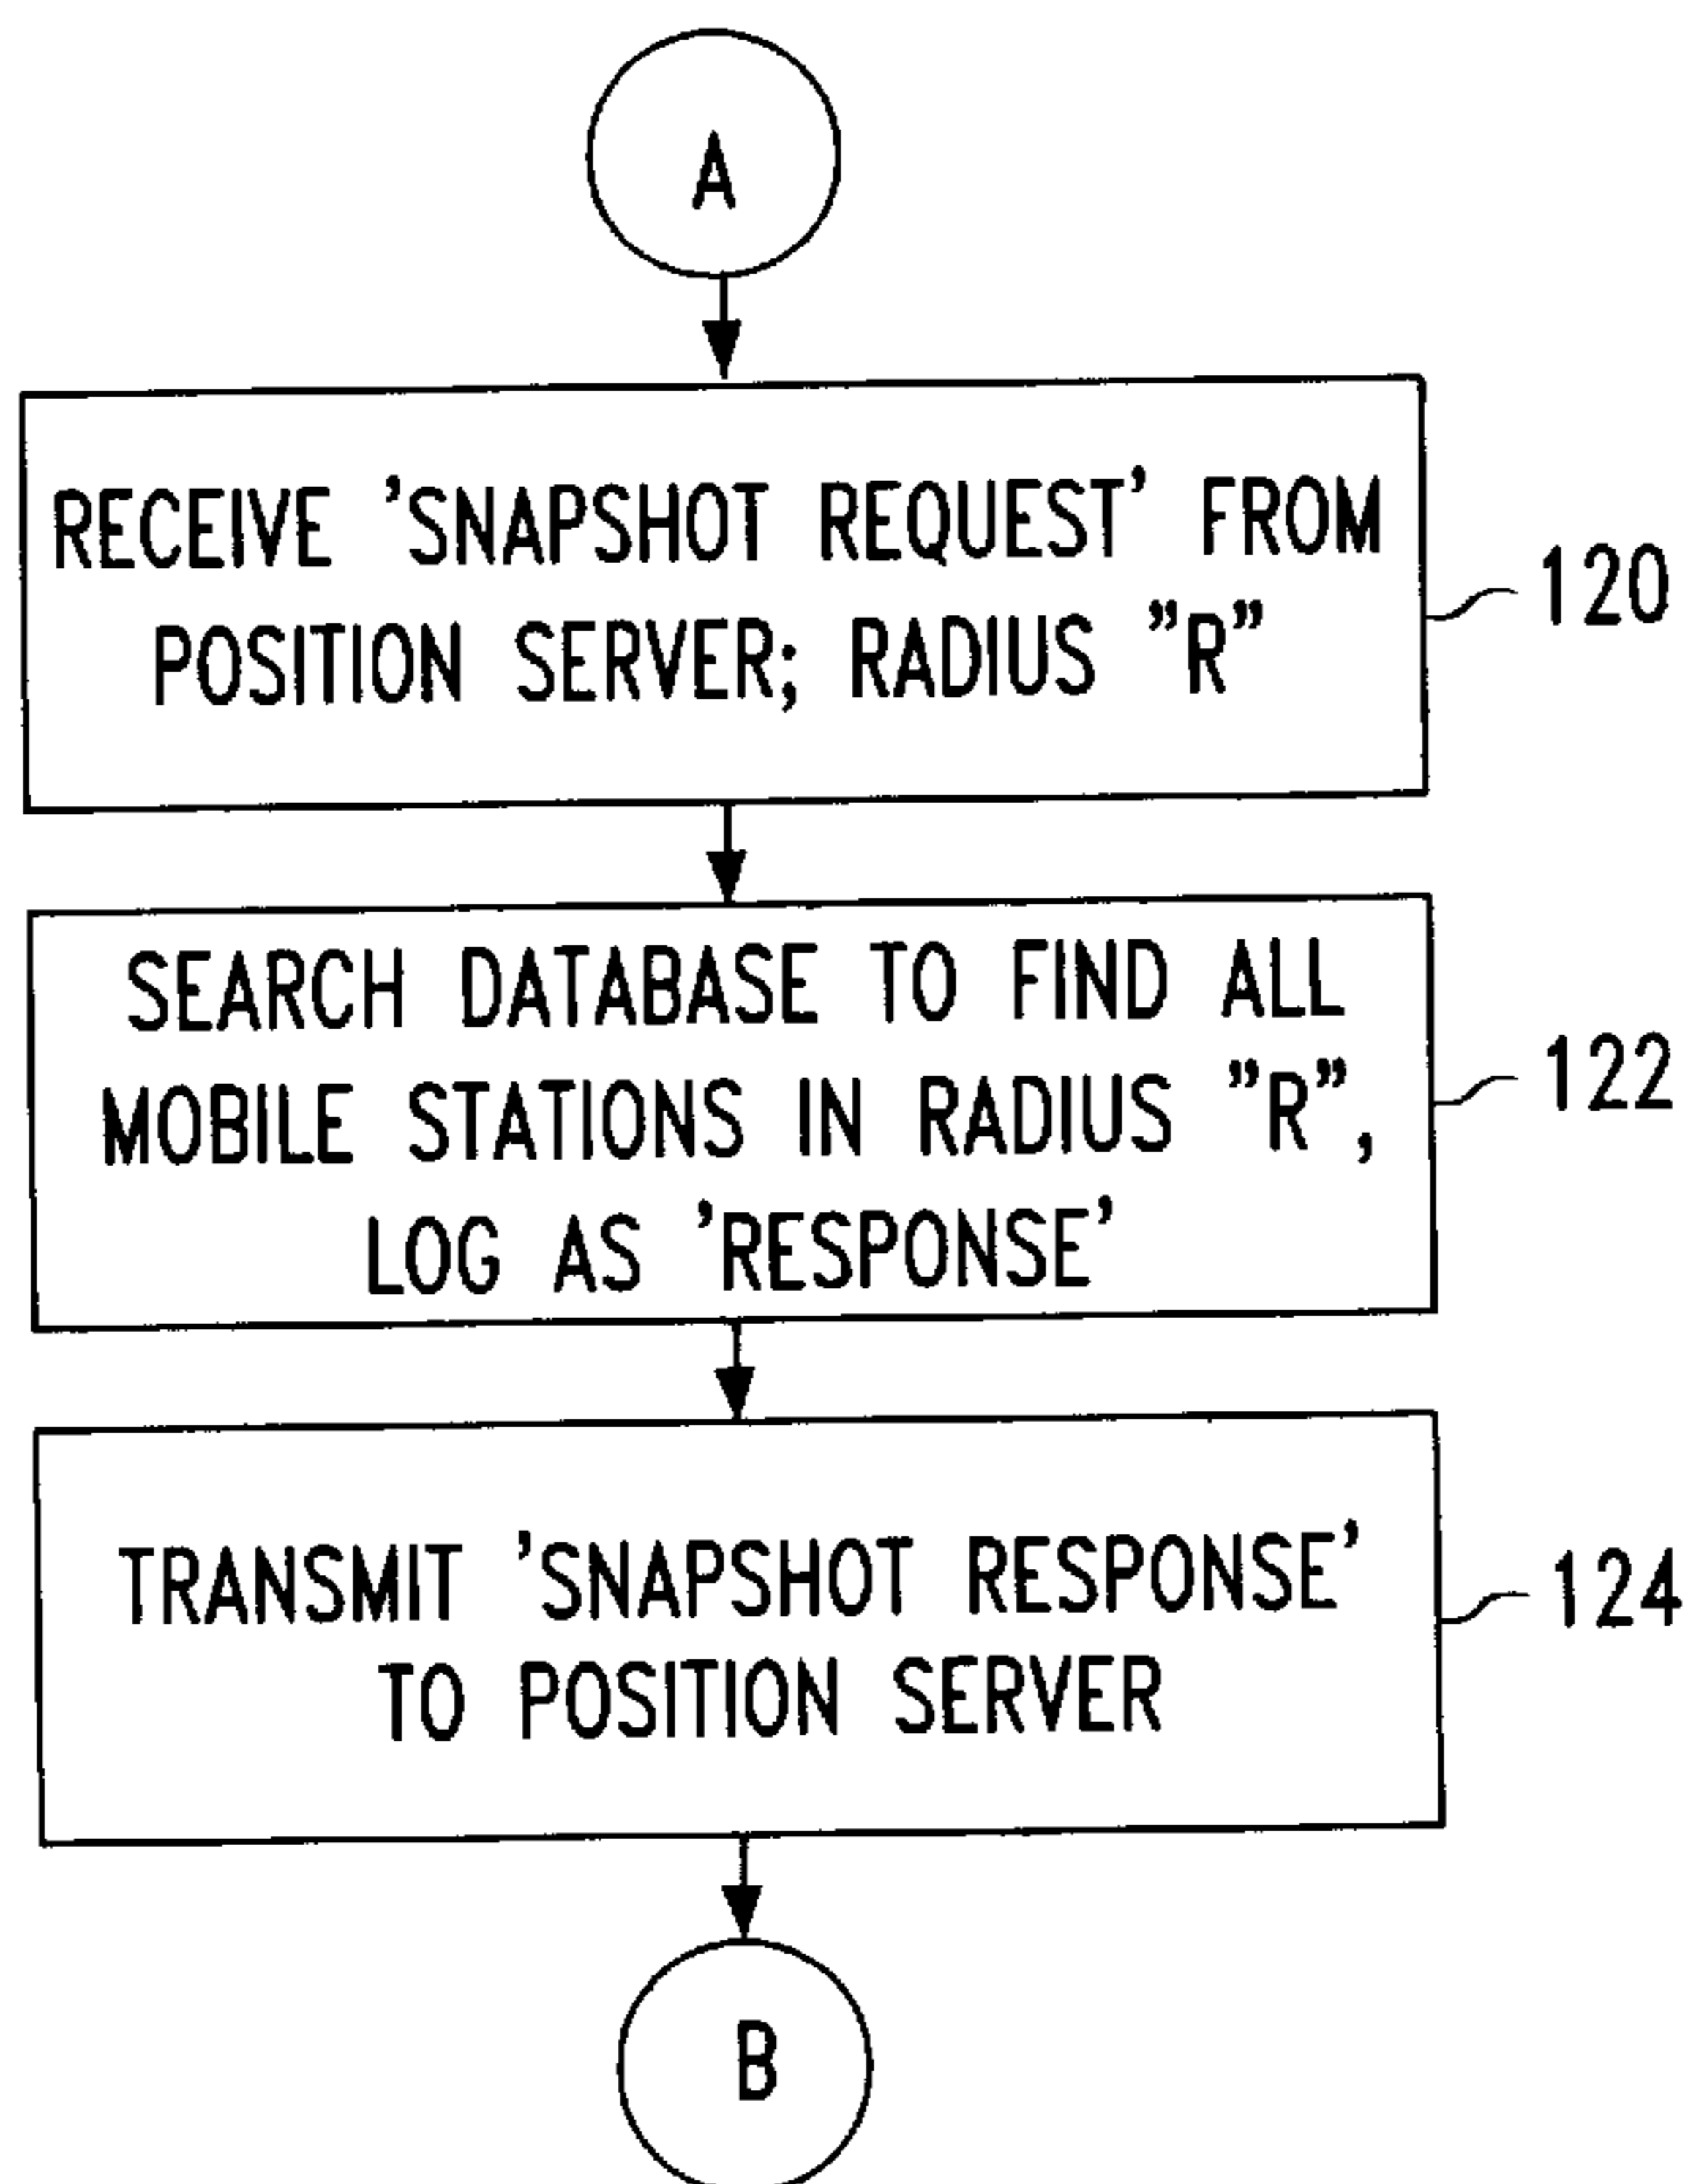 A
RECEIVE 'SNAPSHOT REQUEST' FROM
POSITION SERVER; RADIUS "R"
120
SEARCH DATABASE TO FIND ALL
MOBILE STATIONS IN RADIUS "R",
LOG AS 'RESPONSE'
122
TRANSMIT 'SNAPSHOT RESPONSE'
TO POSITION SERVER
124
B